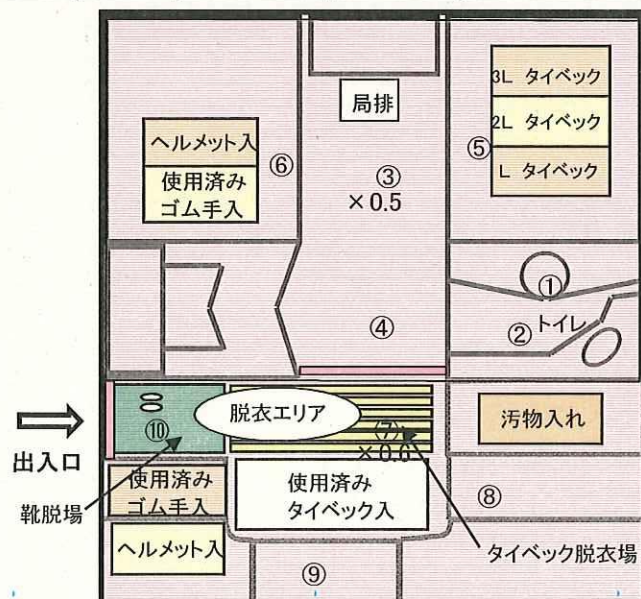 局排
3L タイベック
2L タイベック
L タイベック
⑤
ヘルメット入
使用済み
ゴム手入
⑥
③
×0.5
①
④
②
トイレ
出入口
⑩
脱衣エリア
⑦
×0.6
汚物入れ
靴脱場
使用済み
ゴム手入
使用済み
タイベック入
⑧
ヘルメット入
⑨
タイベック脱衣場